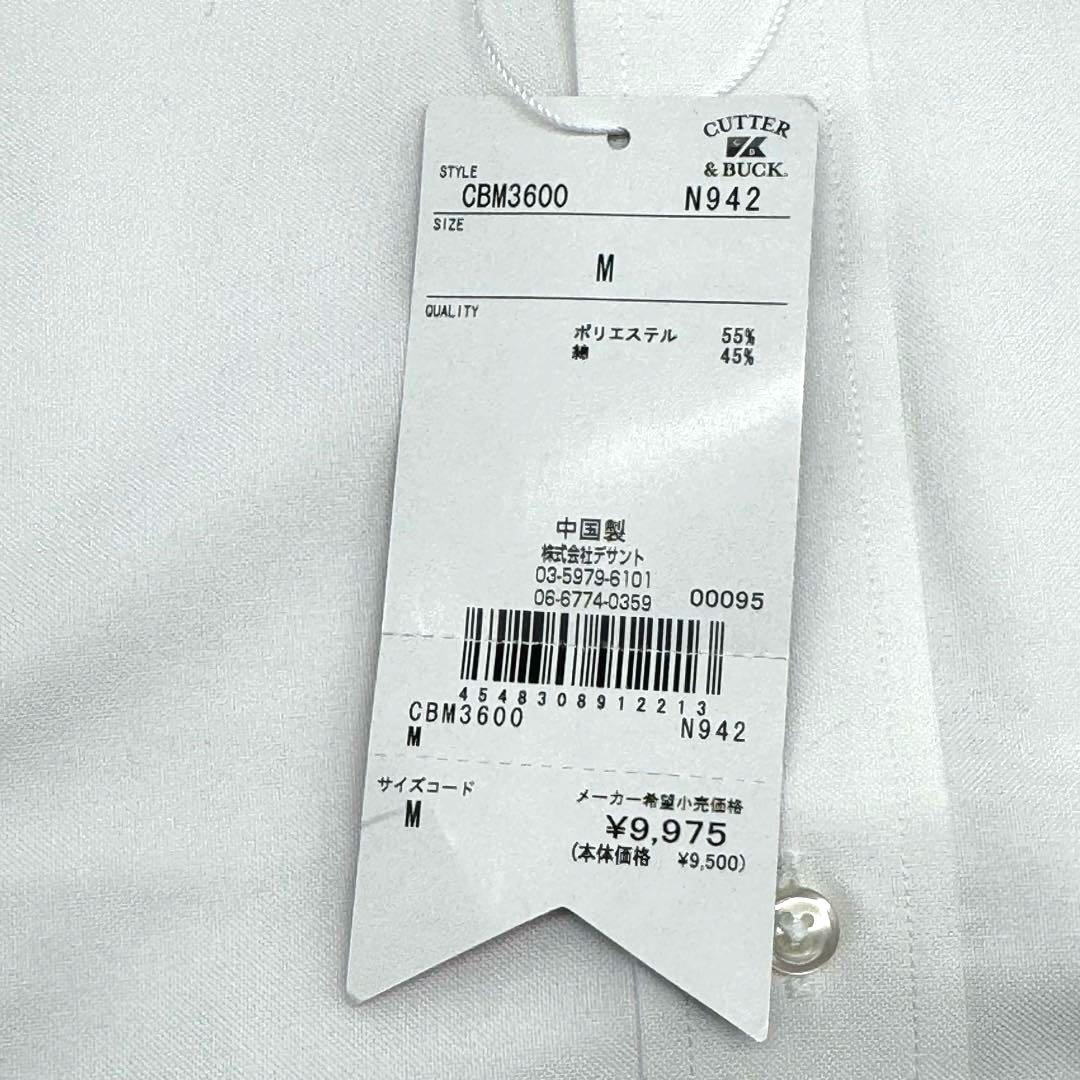 CUTTER
CB
& BUCK.
STYLE
CBM3600 N942
SIZE
M
QUALITY
ポリエステル 55%
綿 45%
中国製
株式会社デサント
03-5979-6101
06-6774-0359 00095
4548308912213
CBM3600 N942
M
サイズコード
M
メーカー希望小売価格
¥9,975
(本体価格 ¥9,500)